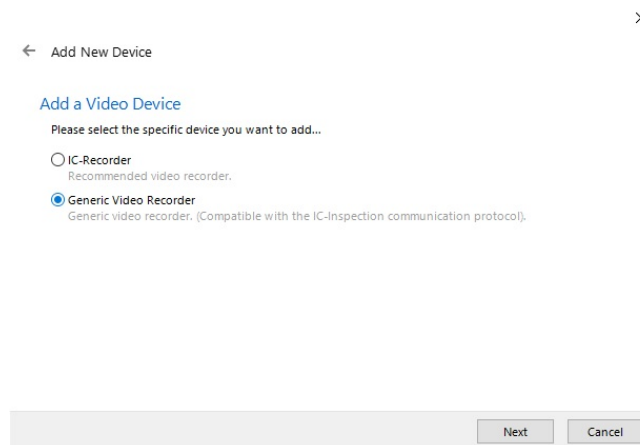 Add New Device
Add a Video Device
Please select the specific device you want to add...
IC-Recorder
Recommended video recorder.
Generic Video Recorder
Generic video recorder. (Compatible with the IC-Inspection communication protocol).
Next
Cancel